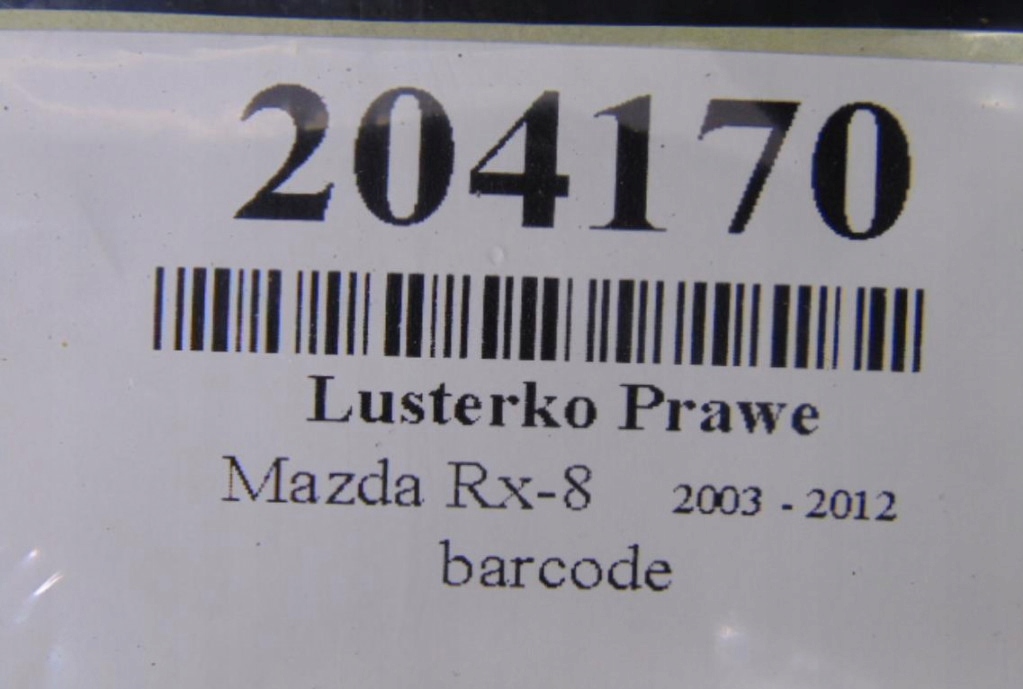 204170
Lusterko Prawe
Mazda Rx-8 2003 - 2012
barcode